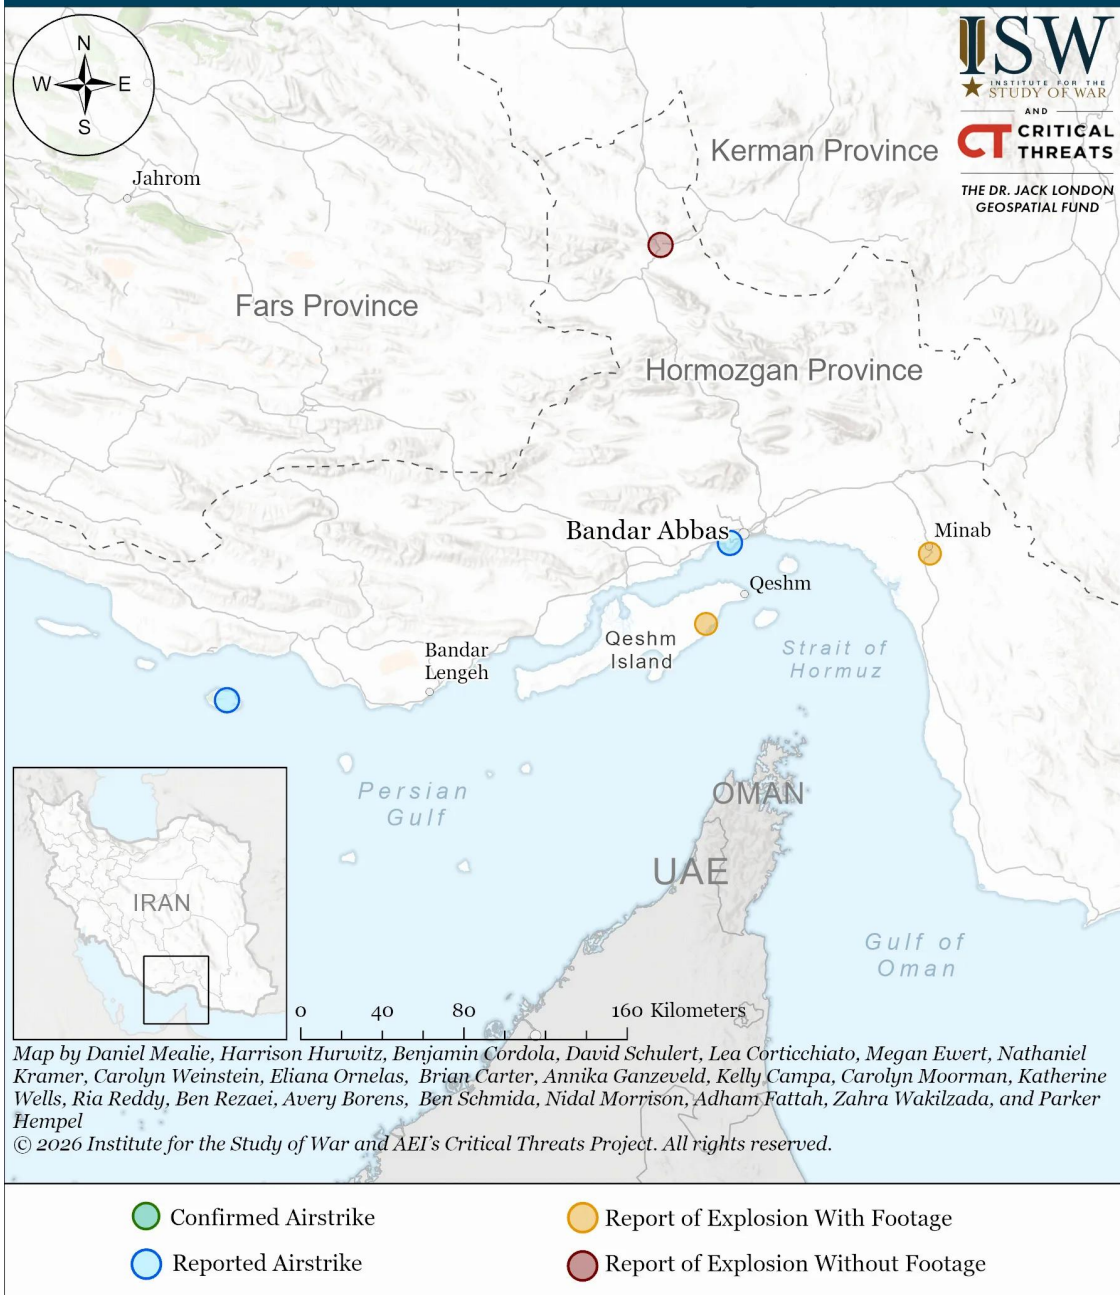 N
W E
S
ISW
INSTITUTE FOR THE
STUDY OF WAR
AND
CT CRITICAL
THREATS
THE DR. JACK LONDON
GEOSPATIAL FUND
Kerman Province
Jahrom
Fars Province
Hormozgan Province
Bandar Abbas
Minab
Qeshm
Qeshm
Island
Strait of
Hormuz
Bandar
Lengeh
Persian
Gulf
OMAN
UAE
IRAN
Gulf of
Oman
0 40 80 160 Kilometers
Map by Daniel Mealie, Harrison Hurwitz, Benjamin Cordola, David Schulert, Lea Corticchiato, Megan Ewert, Nathaniel
Kramer, Carolyn Weinstein, Eliana Ornelas, Brian Carter, Annika Ganzeveld, Kelly Campa, Carolyn Moorman, Katherine
Wells, Ria Reddy, Ben Rezaei, Avery Borens, Ben Schmida, Nidal Morrison, Adham Fattah, Zahra Wakilzada, and Parker
Hempel
© 2026 Institute for the Study of War and AEI's Critical Threats Project. All rights reserved.
Confirmed Airstrike
Report of Explosion With Footage
Reported Airstrike
Report of Explosion Without Footage